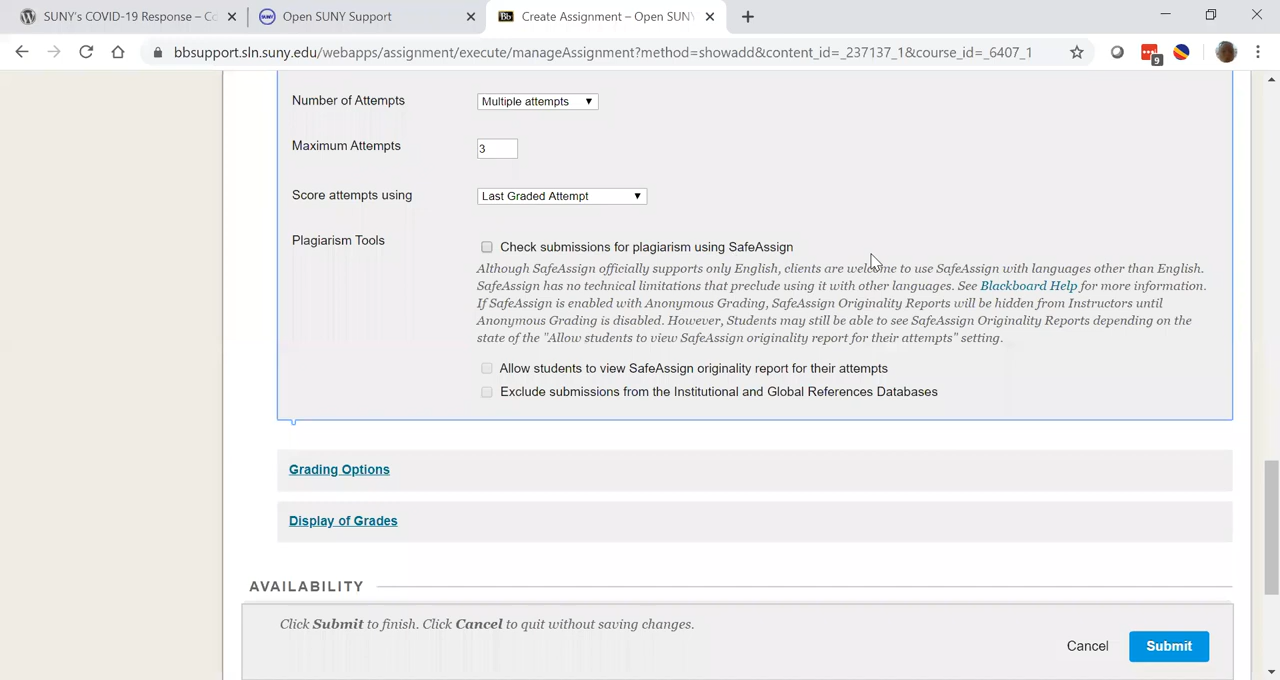 SUNY's COVID-19 Response – Co
Open SUNY Support
Bb
Create Assignment – Open SUNY
bbsupport.sln.suny.edu/webapps/assignment/execute/manageAssignment?method=showadd&content_id=_237137_1&course_id=_6407_1
9
Number of Attempts
Multiple attempts
Maximum Attempts
3
Score attempts using
Last Graded Attempt
Plagiarism Tools
Check submissions for plagiarism using SafeAssign
Although SafeAssign officially supports only English, clients are welcome to use SafeAssign with languages other than English.
SafeAssign has no technical limitations that preclude using it with other languages. See Blackboard Help for more information.
If SafeAssign is enabled with Anonymous Grading, SafeAssign Originality Reports will be hidden from Instructors until
Anonymous Grading is disabled. However, Students may still be able to see SafeAssign Originality Reports depending on the
state of the "Allow students to view SafeAssign originality report for their attempts" setting.
Allow students to view SafeAssign originality report for their attempts
Exclude submissions from the Institutional and Global References Databases
Grading Options
Display of Grades
AVAILABILITY
Click Submit to finish. Click Cancel to quit without saving changes.
Cancel
Submit